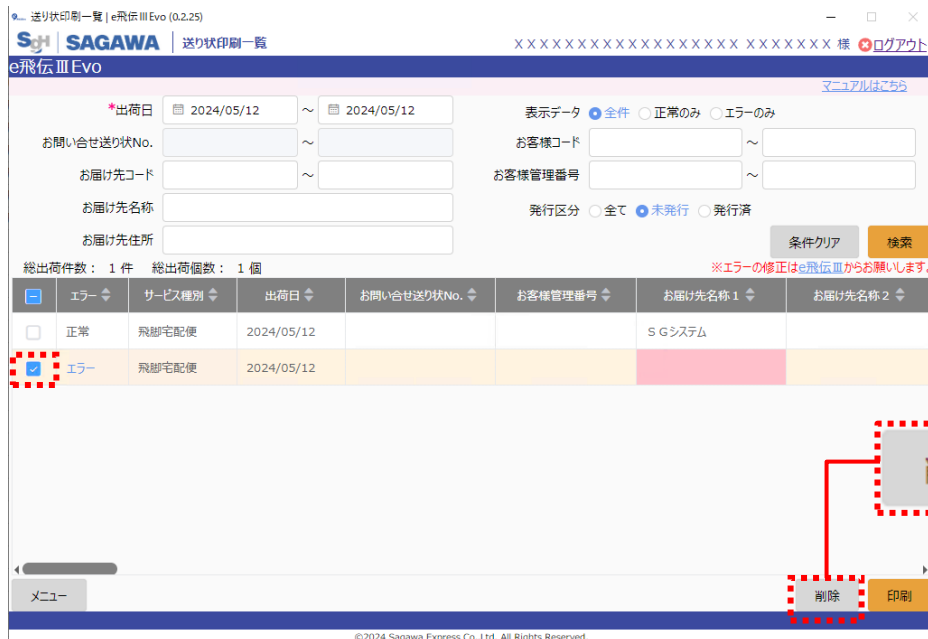 送り状印刷一覧 | e飛伝ⅢEvo (0.2.25)
SGH SAGAWA 送り状印刷一覧 XXXXXXXXXXXXXXXXXX XXXXXXX 様 ログアウト
e飛伝ⅢEvo
マニュアルはこちら
*出荷日 2024/05/12 ～ 2024/05/12 表示データ 全件 正常のみ エラーのみ
お問い合せ送り状No. ～ お客様コード ～
お届け先コード ～ お客様管理番号 ～
お届け先名称 発行区分 全て 未発行 発行済
お届け先住所 条件クリア 検索
総出荷件数： 1 件 総出荷個数： 1 個 ※エラーの修正はe飛伝Ⅲからお願いします。
エラー サービス種別 出荷日 お問い合せ送り状No. お客様管理番号 お届け先名称１ お届け先名称２
正常 飛脚宅配便 2024/05/12 ＳＧシステム
エラー 飛脚宅配便 2024/05/12
メニュー 削除 印刷
©2024 Sagawa Express Co.,Ltd. All Rights Reserved.